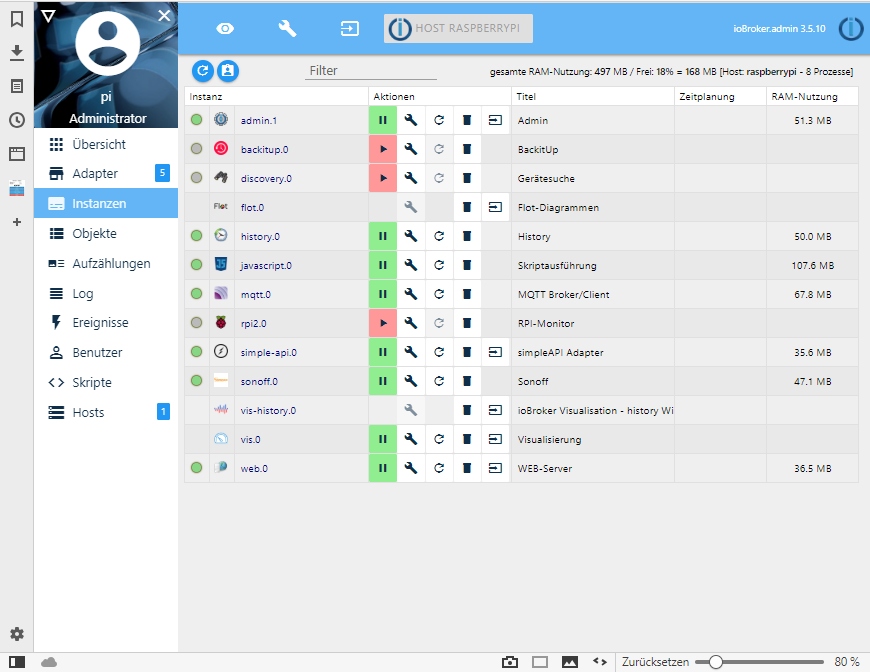 HOST RASPBERRYPI
ioBroker.admin 3.5.10
pi
Administrator
Übersicht
Adapter 5
Instanzen
Objekte
Aufzählungen
Log
Ereignisse
Benutzer
Skripte
Hosts 1
Filter
gesamte RAM-Nutzung: 497 MB / Frei: 18% = 168 MB [Host: raspberrypi - 8 Prozesse]
Instanz Aktionen Titel Zeitplanung RAM-Nutzung
admin.1 Admin 51.3 MB
backitup.0 BackitUp
discovery.0 Gerätesuche
Flot flot.0 Flot-Diagrammen
history.0 History 50.0 MB
javascript.0 Skriptausführung 107.6 MB
mqtt.0 MQTT Broker/Client 67.8 MB
rpi2.0 RPI-Monitor
simple-api.0 simpleAPI Adapter 35.6 MB
sonoff.0 Sonoff 47.1 MB
vis-history.0 ioBroker Visualisation - history Wi
vis.0 Visualisierung
web.0 WEB-Server 36.5 MB
Zurücksetzen 80 %